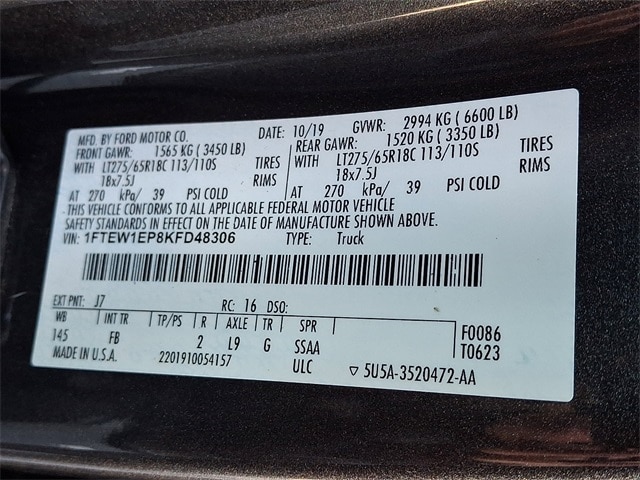 MFD. BY FORD MOTOR CO. DATE: 10/19 GVWR: 2994 KG ( 6600 LB)
FRONT GAWR: 1565 KG ( 3450 LB) REAR GAWR: 1520 KG ( 3350 LB)
WITH LT275/65R18C 113/110S TIRES WITH LT275/65R18C 113/110S TIRES
18x7.5J RIMS 18x7.5J RIMS
AT 270 kPa/ 39 PSI COLD AT 270 kPa/ 39 PSI COLD
THIS VEHICLE CONFORMS TO ALL APPLICABLE FEDERAL MOTOR VEHICLE
SAFETY STANDARDS IN EFFECT ON THE DATE OF MANUFACTURE SHOWN ABOVE.
VIN: 1FTEW1EP8KFD48306 TYPE: Truck
EXT PNT: J7 RC: 16 DSO:
WB INT TR TP/PS R AXLE TR SPR F0086
145 FB 2 L9 G SSAA T0623
MADE IN U.S.A. 2201910054157 ULC ▽ 5U5A-3520472-AA